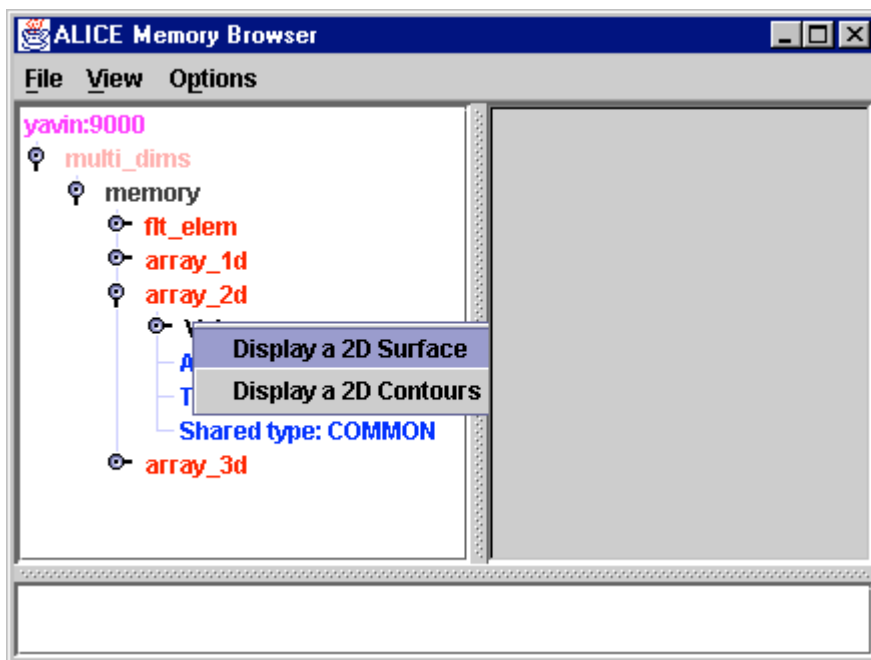 ALICE Memory Browser
File View Options
yavin:9000
multi_dims
memory
flt_elem
array_1d
array_2d
Display a 2D Surface
Display a 2D Contours
Shared type: COMMON
array_3d